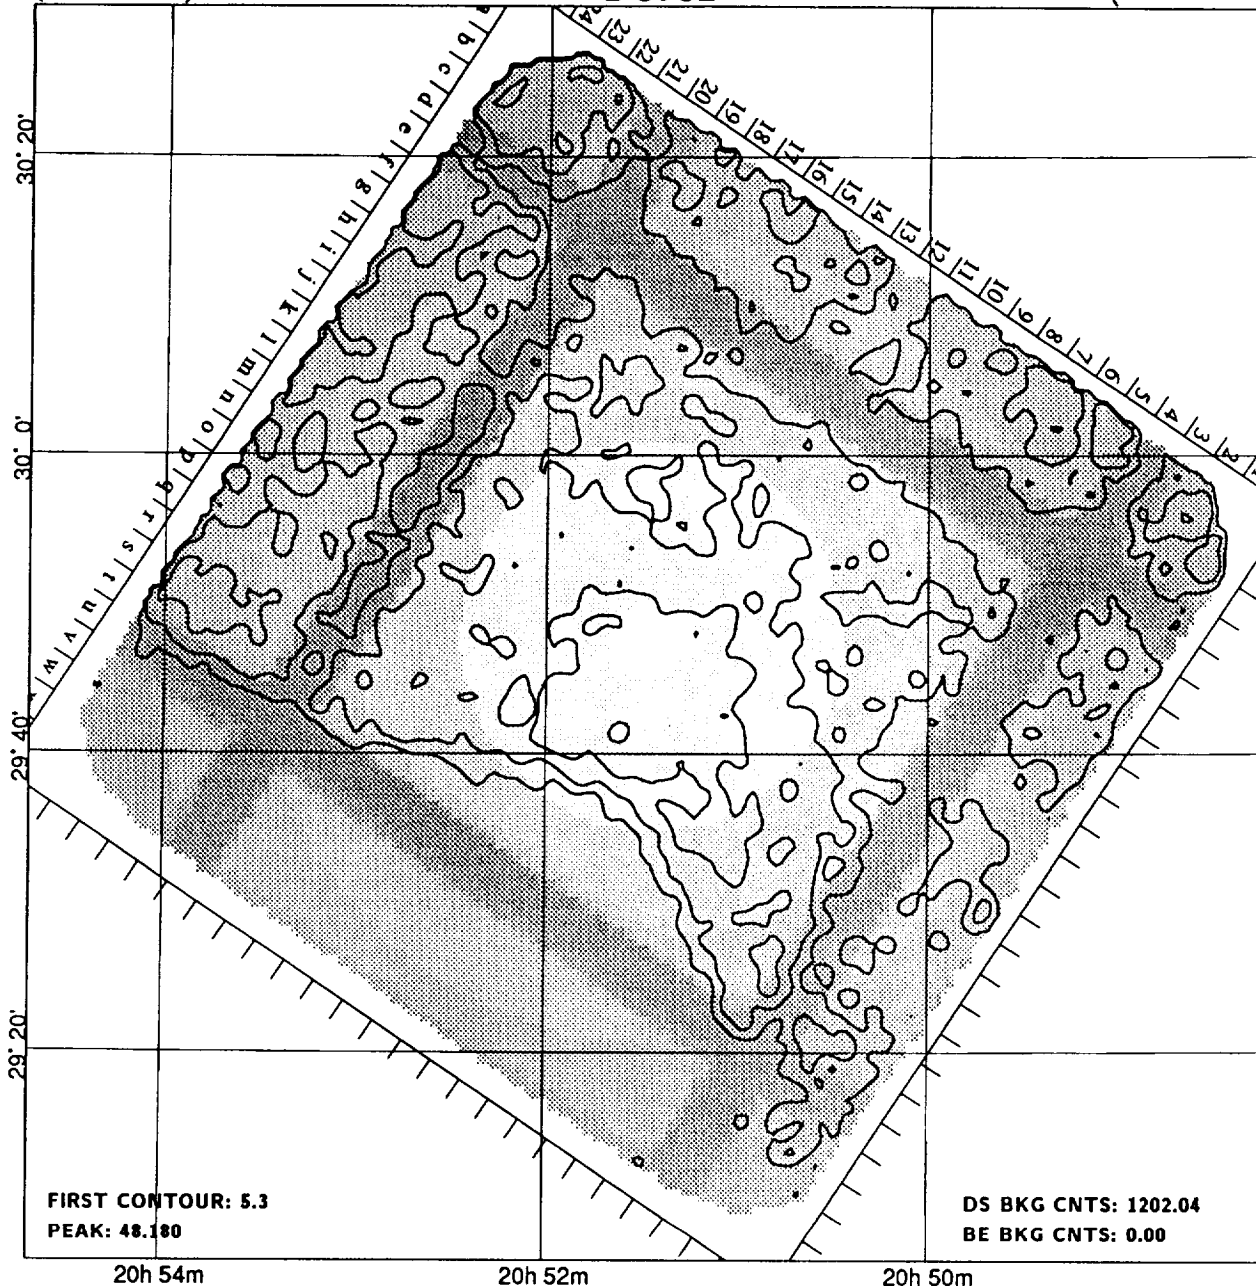 24 23 22 21 20 19 18 17 16 15 14 13 12 11 10 9 8 7 6 5 4 3 2
b c d e f g h i j k l m n o p q r s t u v w
30° 20'
30° 0'
29° 40'
29° 20'
FIRST CONTOUR: 5.3
PEAK: 48.180
DS BKG CNTS: 1202.04
BE BKG CNTS: 0.00
20h 54m
20h 52m
20h 50m